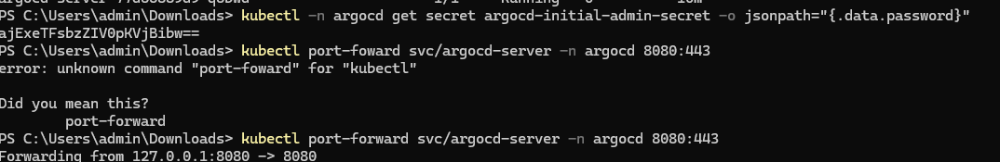 PS C:\Users\admin\Downloads> kubectl -n argocd get secret argocd-initial-admin-secret -o jsonpath="{.data.password}"
ajExeTFsbzZIV0pKVjBibw==
PS C:\Users\admin\Downloads> kubectl port-foward svc/argocd-server -n argocd 8080:443
error: unknown command "port-foward" for "kubectl"
Did you mean this?
port-forward
PS C:\Users\admin\Downloads> kubectl port-forward svc/argocd-server -n argocd 8080:443
Forwarding from 127.0.0.1:8080 -> 8080